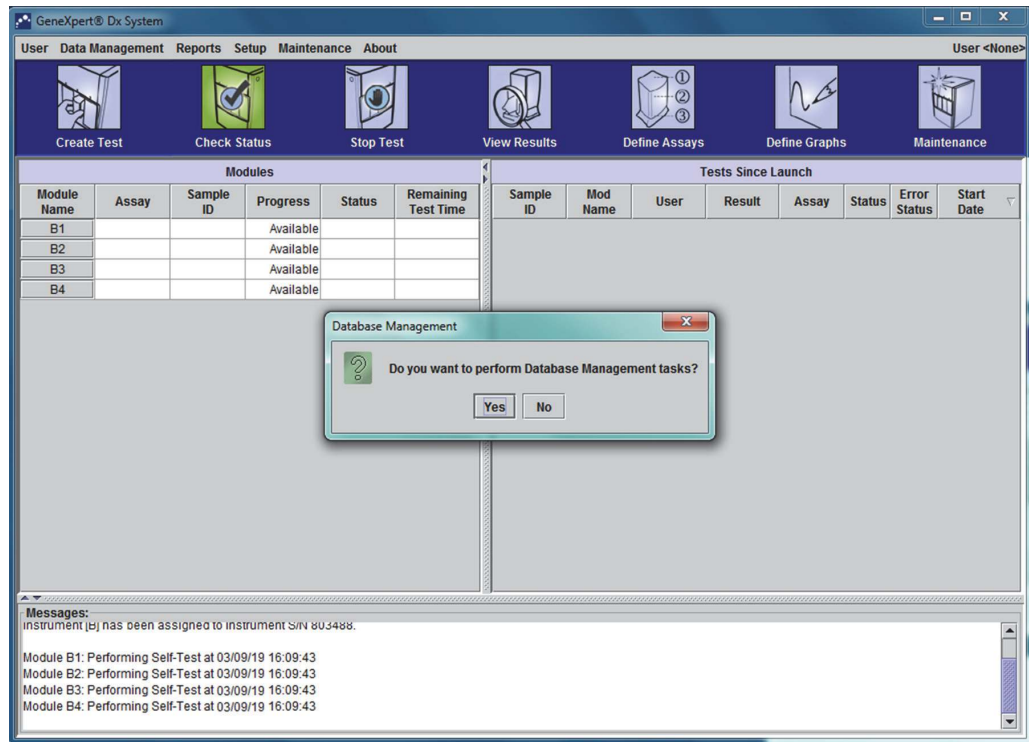 GeneXpert® Dx System
User Data Management Reports Setup Maintenance About User <None>
Create Test Check Status Stop Test View Results Define Assays Define Graphs Maintenance
Modules
Module Name Assay Sample ID Progress Status Remaining Test Time
B1 Available
B2 Available
B3 Available
B4 Available
Tests Since Launch
Sample ID Mod Name User Result Assay Status Error Status Start Date
Database Management
Do you want to perform Database Management tasks?
Yes No
Messages:
Instrument [B] has been assigned to Instrument S/N 803488.
Module B1: Performing Self-Test at 03/09/19 16:09:43
Module B2: Performing Self-Test at 03/09/19 16:09:43
Module B3: Performing Self-Test at 03/09/19 16:09:43
Module B4: Performing Self-Test at 03/09/19 16:09:43